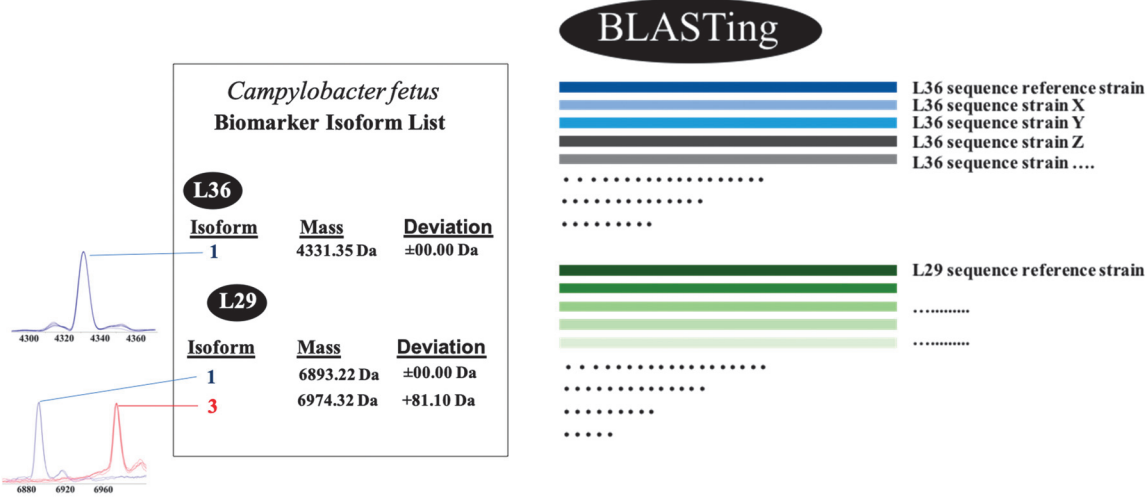 BLASTing
Campylobacter fetus
Biomarker Isoform List
L36
Isoform Mass Deviation
1 4331.35 Da ±00.00 Da
L29
Isoform Mass Deviation
1 6893.22 Da ±00.00 Da
3 6974.32 Da +81.10 Da
4300 4320 4340 4360
6880 6920 6960
L36 sequence reference strain
L36 sequence strain X
L36 sequence strain Y
L36 sequence strain Z
L36 sequence strain ….
L29 sequence reference strain
…..........
…..........